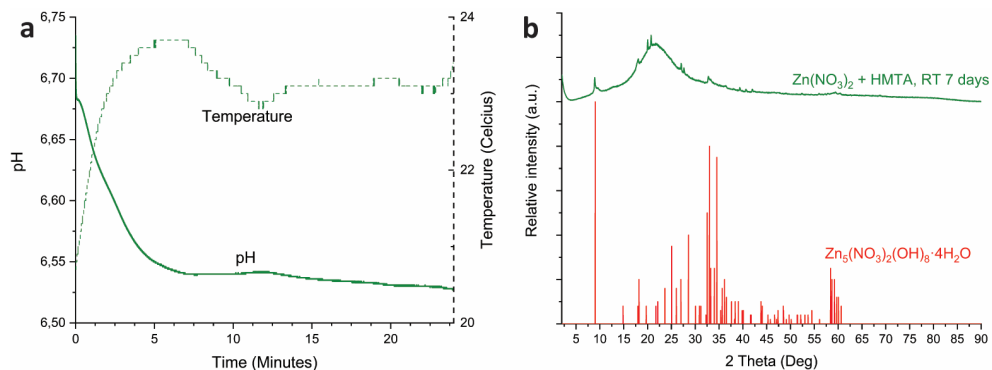 a
6,75
6,70
6,65
6,60
6,55
6,50
pH
0
5
10
15
20
Time (Minutes)
24
22
20
Temperature (Celcius)
Temperature
pH
b
Relative intensity (a.u.)
Zn(NO₃)₂ + HMTA, RT 7 days
Zn₅(NO₃)₂(OH)₈·4H₂O
5 10 15 20 25 30 35 40 45 50 55 60 65 70 75 80 85 90
2 Theta (Deg)